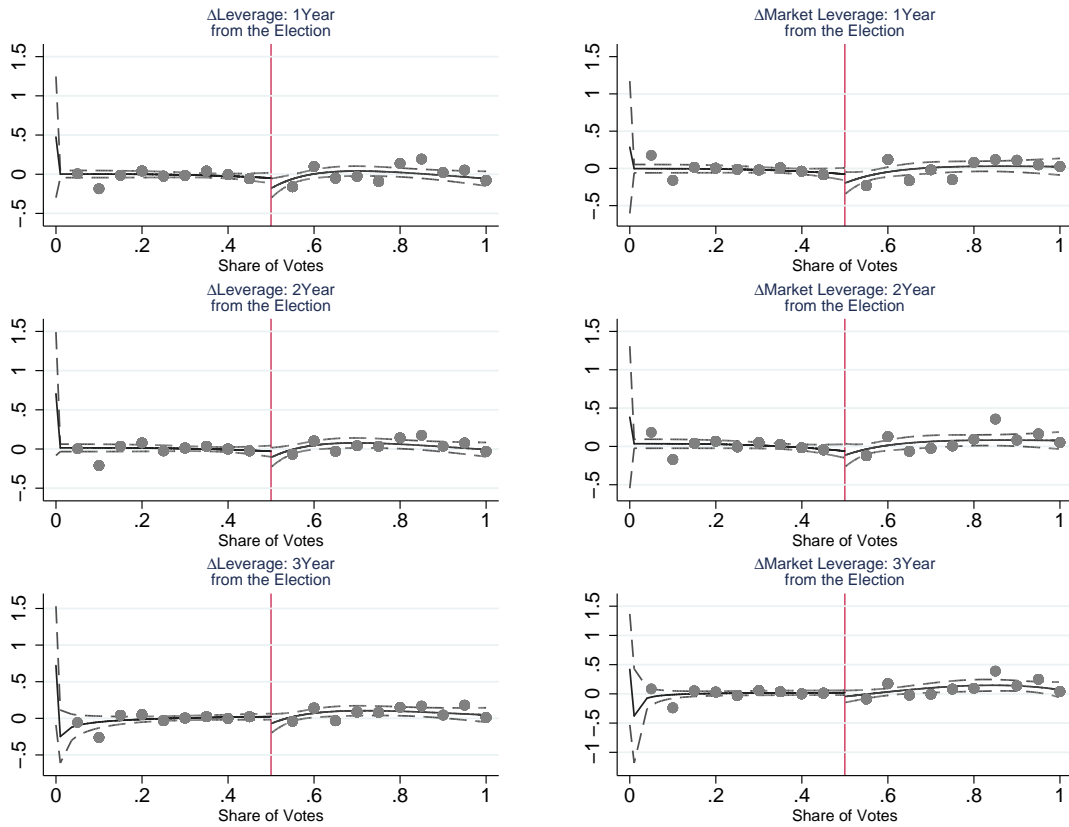 ΔLeverage: 1Year
from the Election
1.5
1
.5
0
-.5
0 .2 .4 .6 .8 1
Share of Votes
ΔMarket Leverage: 1Year
from the Election
1.5
1
.5
0
-.5
0 .2 .4 .6 .8 1
Share of Votes
ΔLeverage: 2Year
from the Election
1.5
1
.5
0
-.5
0 .2 .4 .6 .8 1
Share of Votes
ΔMarket Leverage: 2Year
from the Election
1.5
1
.5
0
-.5
0 .2 .4 .6 .8 1
Share of Votes
ΔLeverage: 3Year
from the Election
1.5
1
.5
0
-.5
0 .2 .4 .6 .8 1
Share of Votes
ΔMarket Leverage: 3Year
from the Election
1.5
1
.5
0
-.5
-1
0 .2 .4 .6 .8 1
Share of Votes